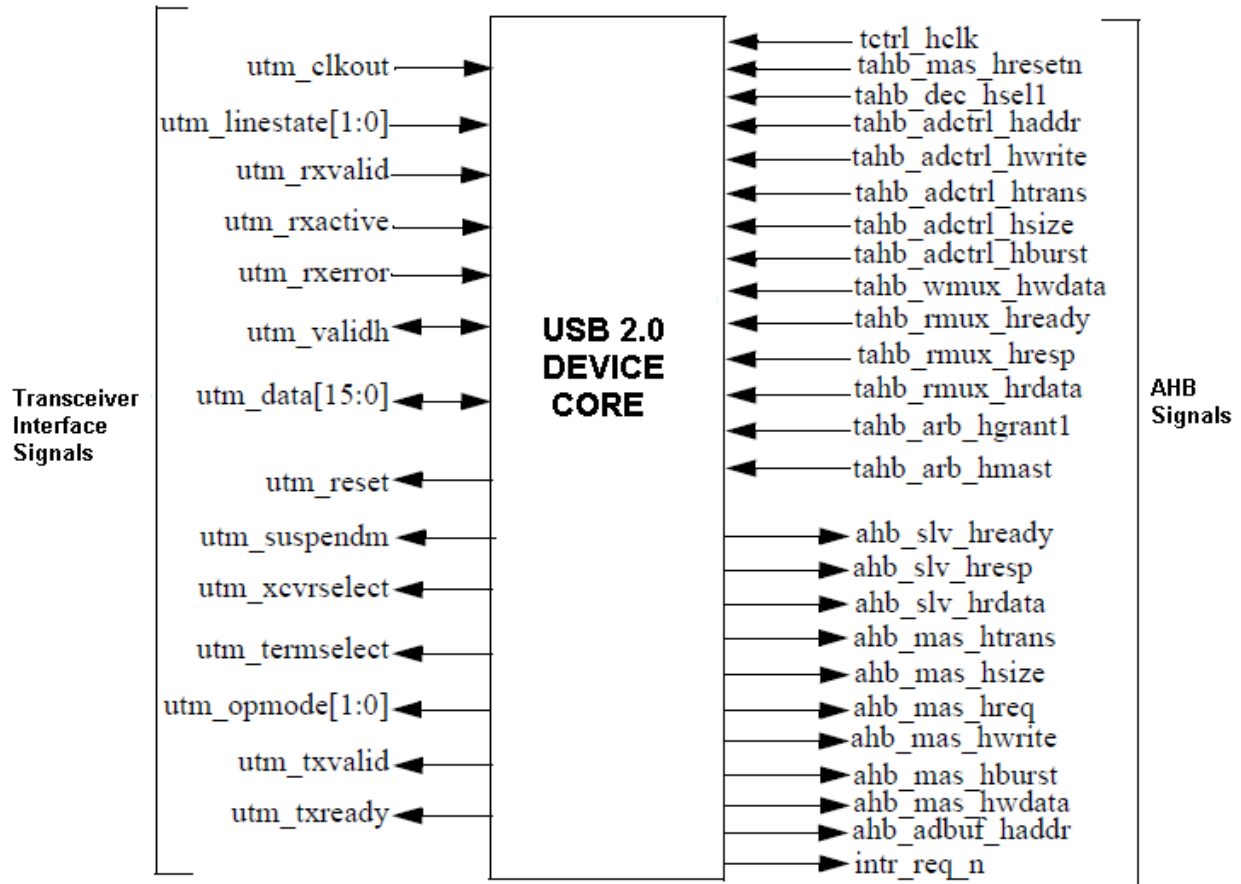 utm_clkout
utm_linestate[1:0]
utm_rxvalid
utm_rxactive
utm_rxerror
utm_validh
utm_data[15:0]
utm_reset
utm_suspendm
utm_xcvrselect
utm_termselect
utm_opmode[1:0]
utm_txvalid
utm_txready
Transceiver
Interface
Signals
USB 2.0
DEVICE
CORE
tctrl_hclk
tahb_mas_hresetn
tahb_dec_hsel1
tahb_adctrl_haddr
tahb_adctrl_hwrite
tahb_adctrl_htrans
tahb_adctrl_hsize
tahb_adctrl_hburst
tahb_wmux_hwdata
tahb_rmux_hready
tahb_rmux_hresp
tahb_rmux_hrdata
tahb_arb_hgrant1
tahb_arb_hmast
ahb_slv_hready
ahb_slv_hresp
ahb_slv_hrdata
ahb_mas_htrans
ahb_mas_hsize
ahb_mas_hreq
ahb_mas_hwrite
ahb_mas_hburst
ahb_mas_hwdata
ahb_adbuf_haddr
intr_req_n
AHB
Signals